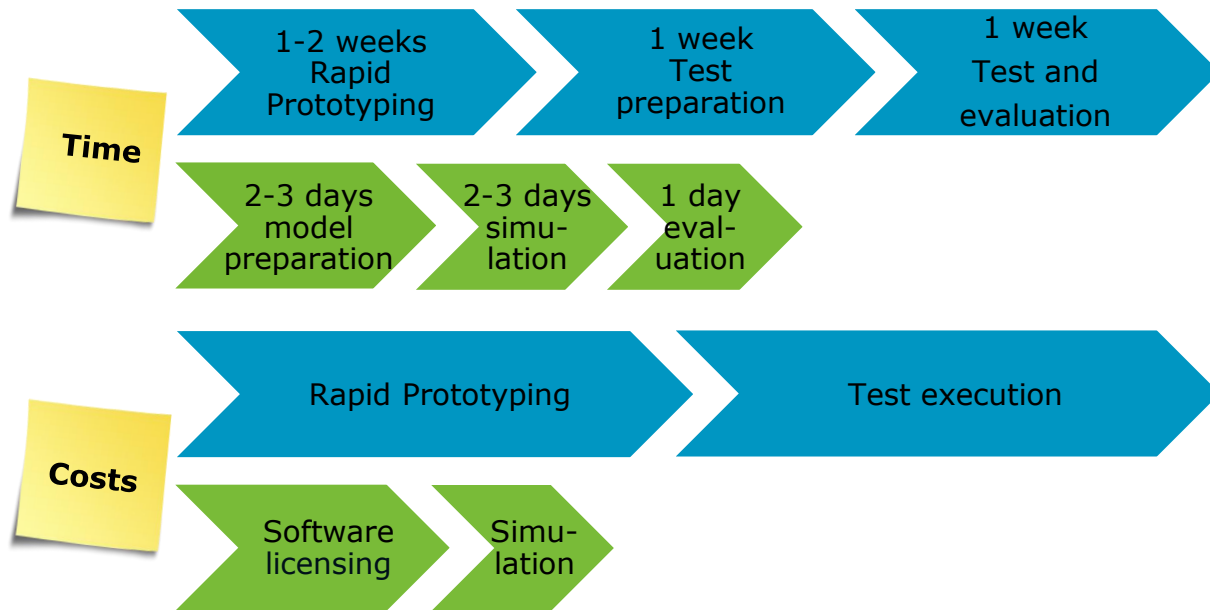 Time
1-2 weeks
Rapid
Prototyping
1 week
Test
preparation
1 week
Test and
evaluation
2-3 days
model
preparation
2-3 days
simu-
lation
1 day
eval-
uation
Costs
Rapid Prototyping
Test execution
Software
licensing
Simu-
lation